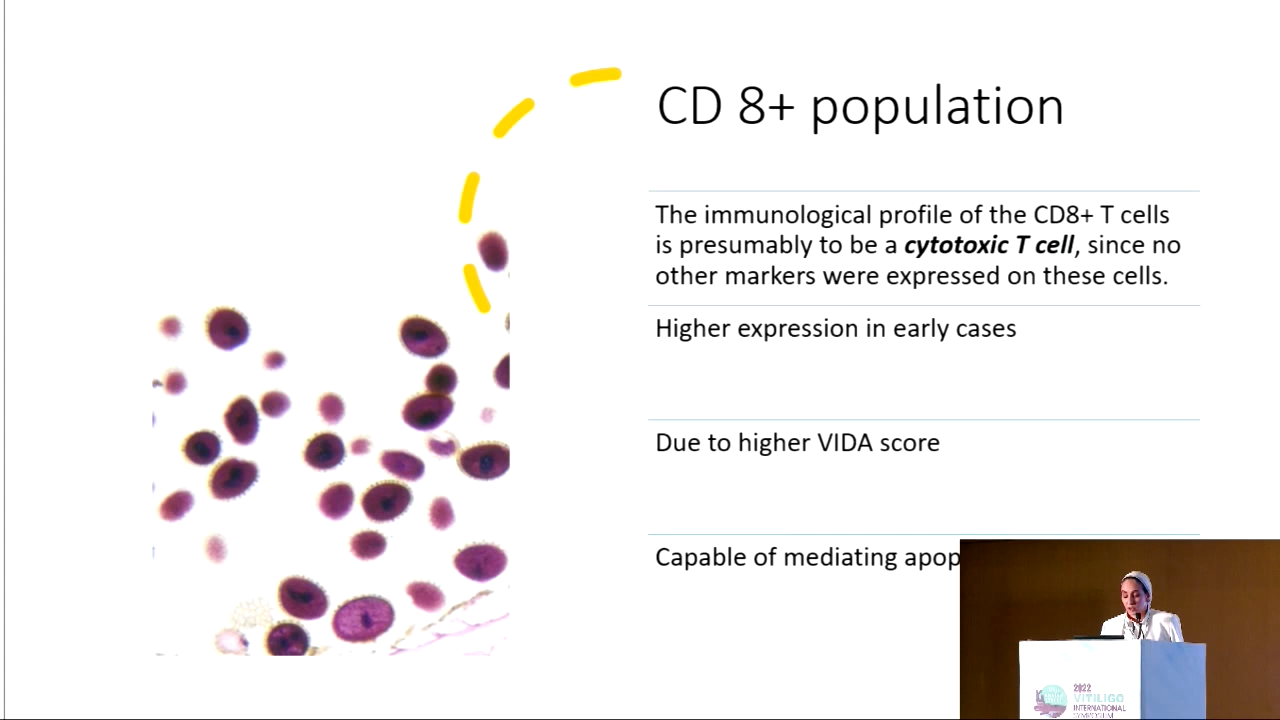 CD 8+ population
The immunological profile of the CD8+ T cells
is presumably to be a cytotoxic T cell, since no
other markers were expressed on these cells.
Higher expression in early cases
Due to higher VIDA score
Capable of mediating apop
2022
VITILIGO
INTERNATIONAL
SYMPOSIUM